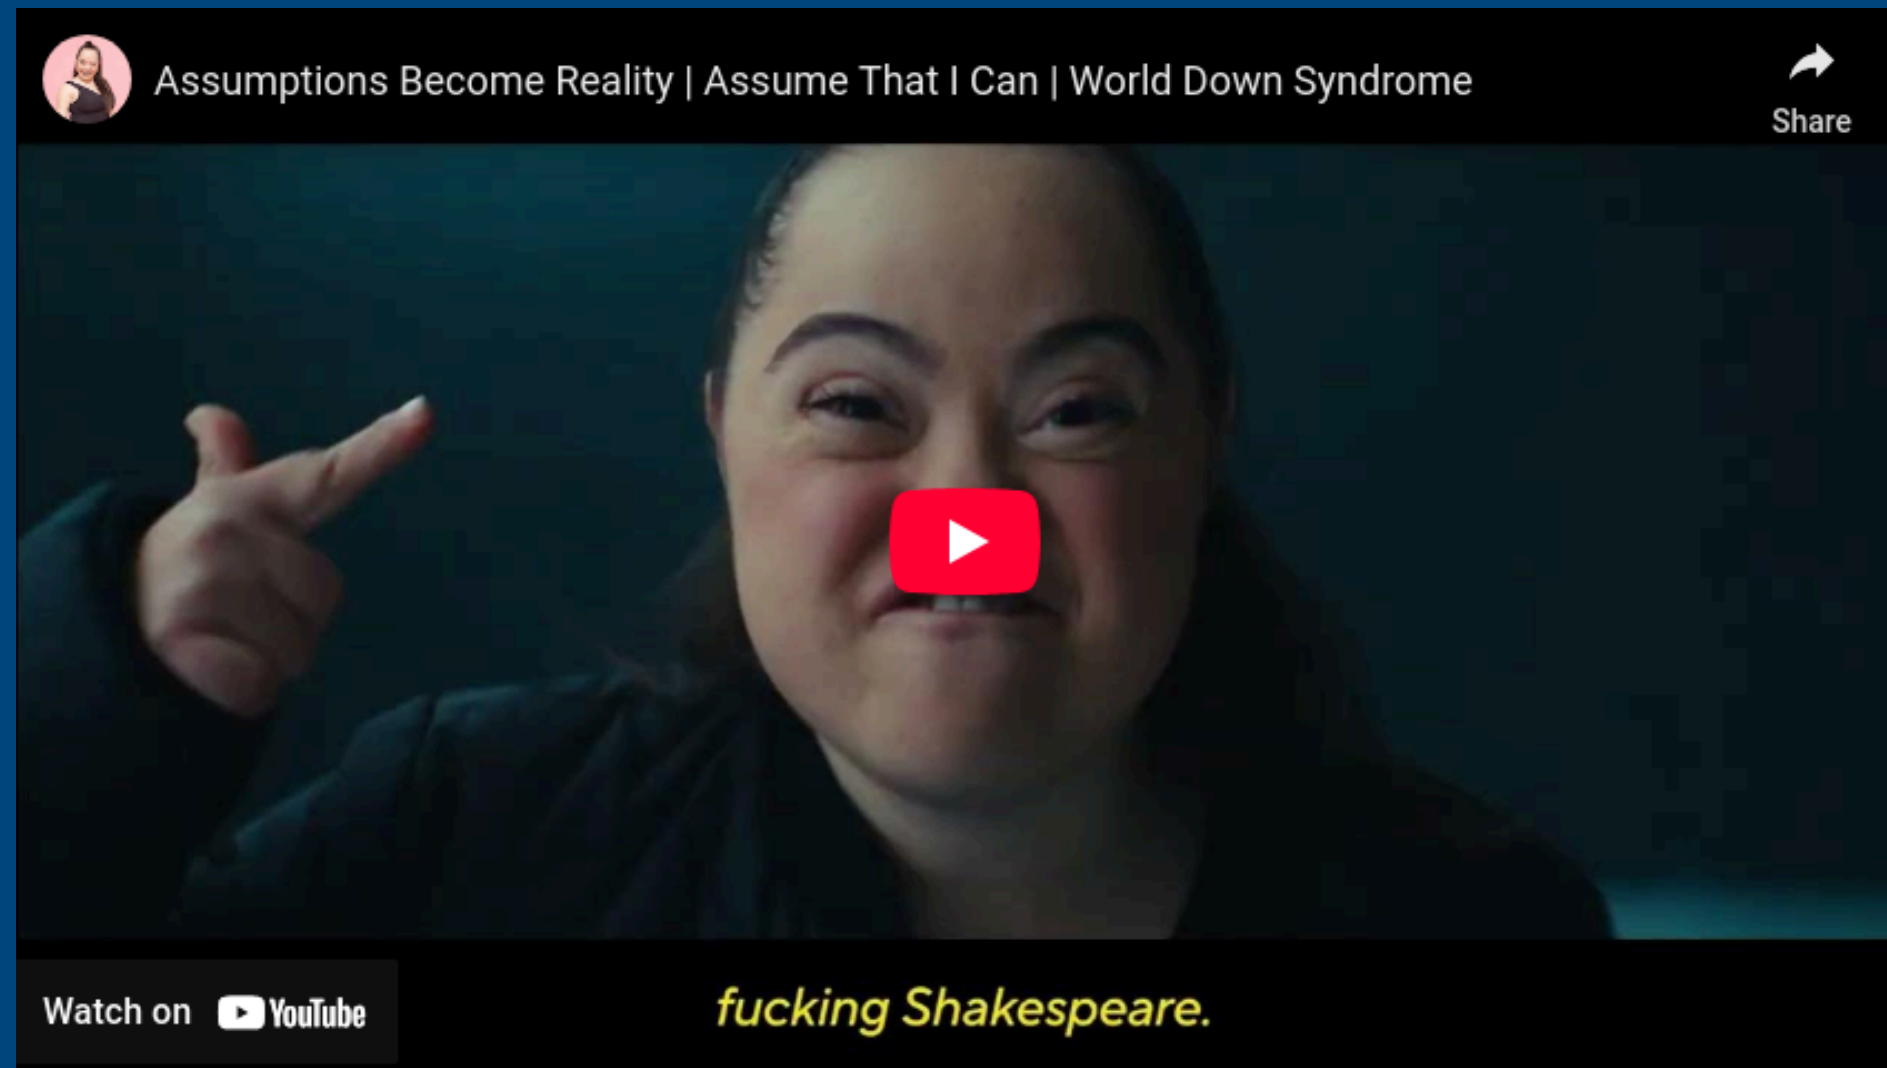 Assumptions Become Reality | Assume That I Can | World Down Syndrome
Share
Watch on YouTube
fucking Shakespeare.